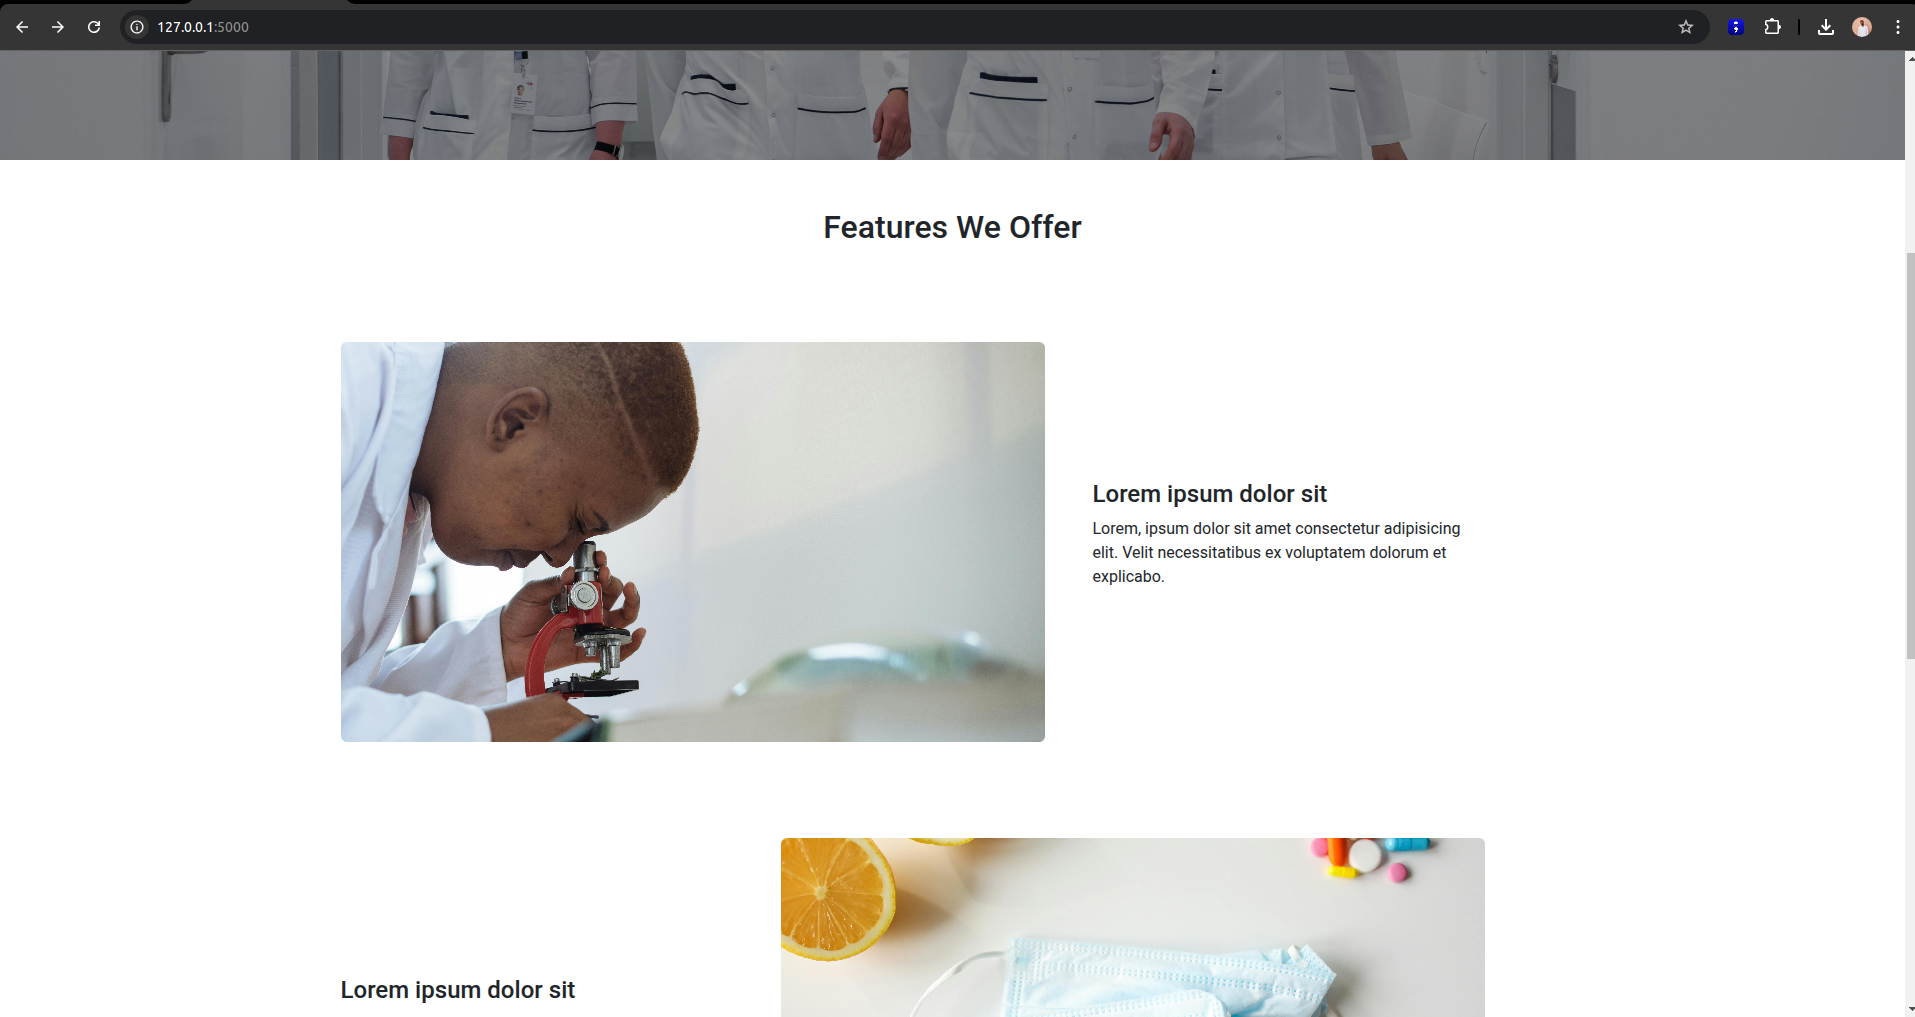 127.0.0.1:5000
Features We Offer
Lorem ipsum dolor sit
Lorem, ipsum dolor sit amet consectetur adipisicing
elit. Velit necessitatibus ex voluptatem dolorum et
explicabo.
Lorem ipsum dolor sit